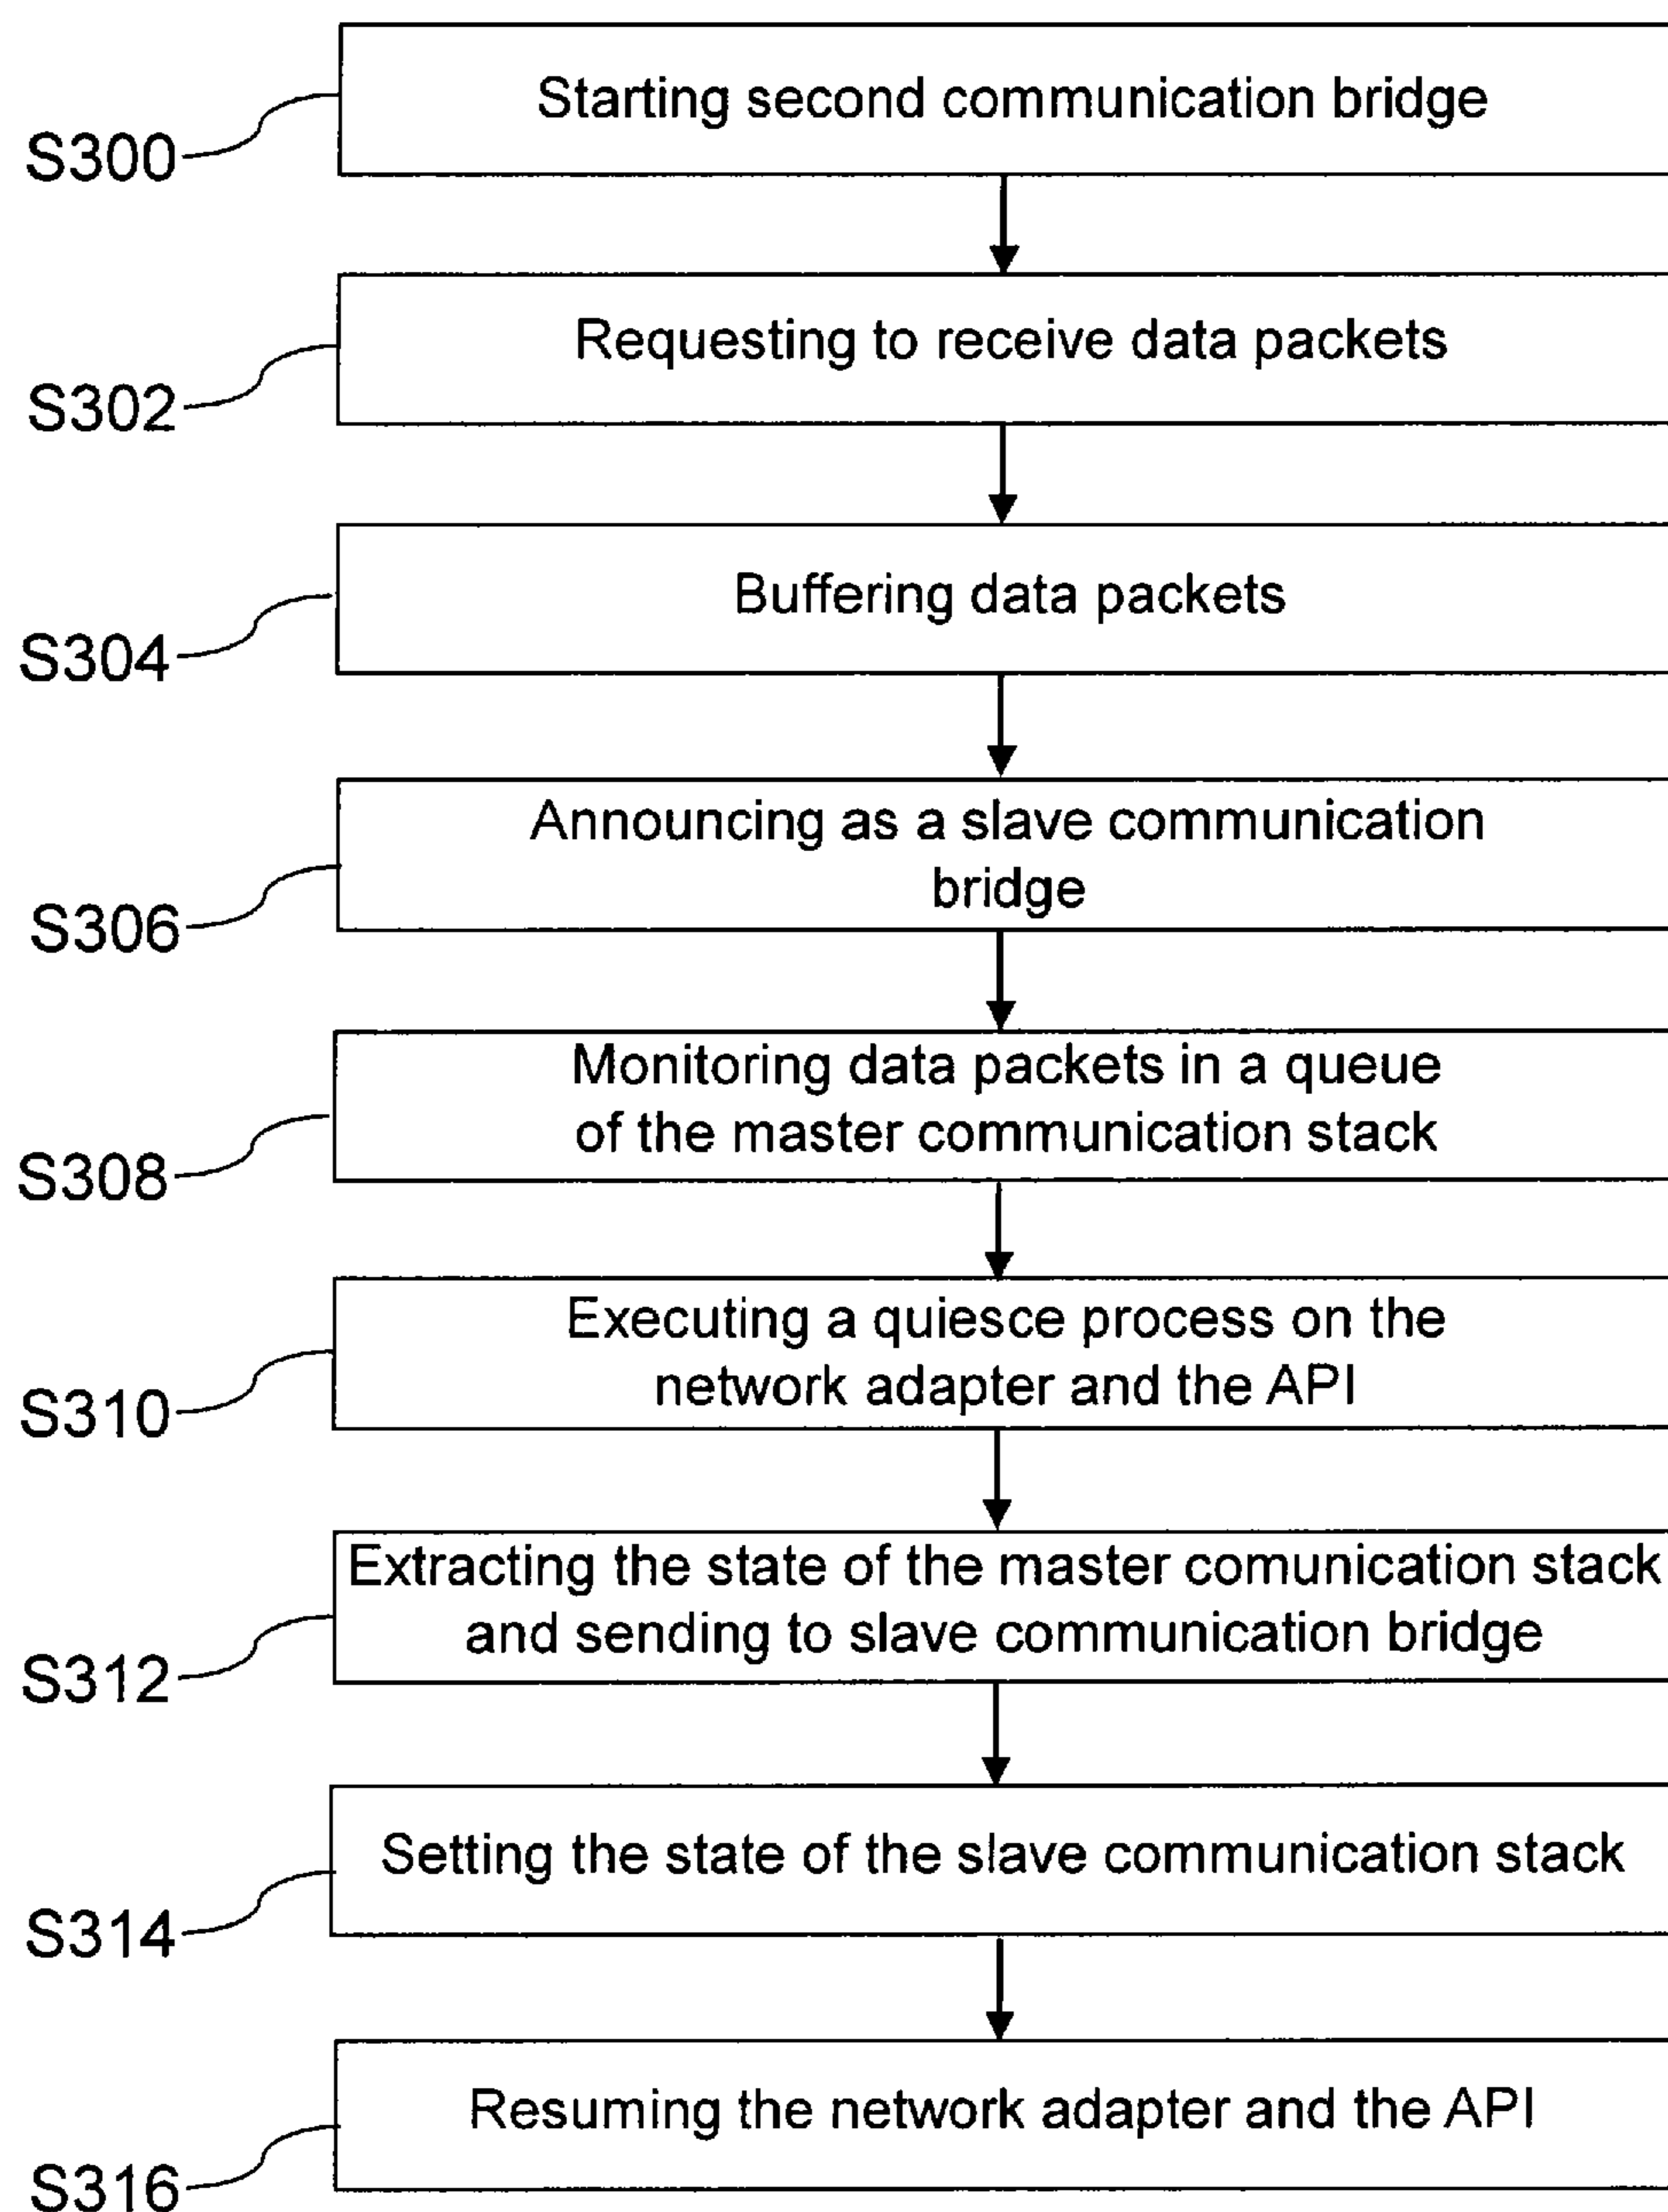 Starting second communication bridge
S300
Requesting to receive data packets
S302
Buffering data packets
S304
Announcing as a slave communication
bridge
S306
Monitoring data packets in a queue
of the master communication stack
S308
Executing a quiesce process on the
network adapter and the API
S310
Extracting the state of the master comunication stack
and sending to slave communication bridge
S312
Setting the state of the slave communication stack
S314
Resuming the network adapter and the API
S316